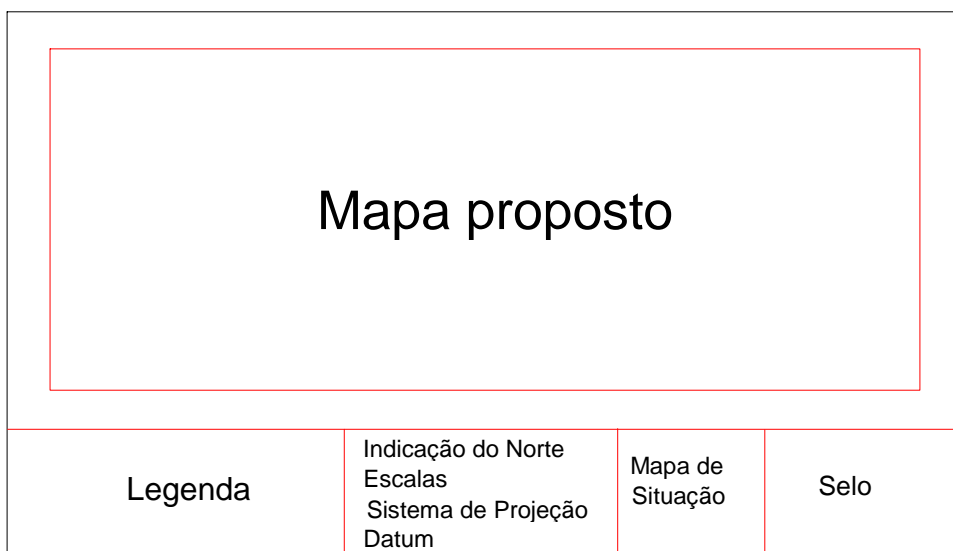 Mapa proposto
Legenda
Indicação do Norte
Escalas
Sistema de Projeção
Datum
Mapa de
Situação
Selo